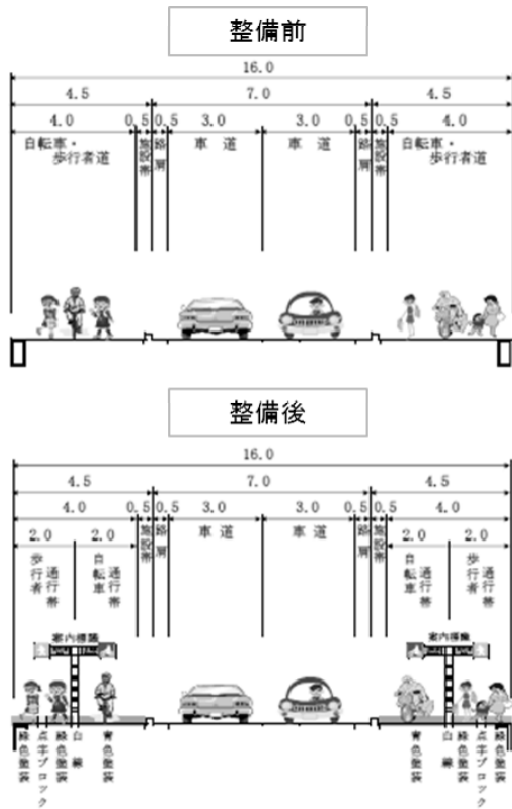 整備前
16.0
4.5 7.0 4.5
4.0 0.5 0.5 3.0 3.0 0.5 0.5 4.0
自転車・歩行者道 施設帯 路肩 車道 車道 路肩 施設帯 自転車・歩行者道
整備後
16.0
4.5 7.0 4.5
4.0 0.5 0.5 3.0 3.0 0.5 0.5 4.0
2.0 2.0 施設帯 路肩 車道 車道 路肩 施設帯 2.0 2.0
歩行者通行帯 自転車通行帯 自転車通行帯 歩行者通行帯
案内標識 案内標識
緑色塗装 点字ブロック 緑色塗装 白線 青色塗装 青色塗装 白線 緑色塗装 点字ブロック 緑色塗装